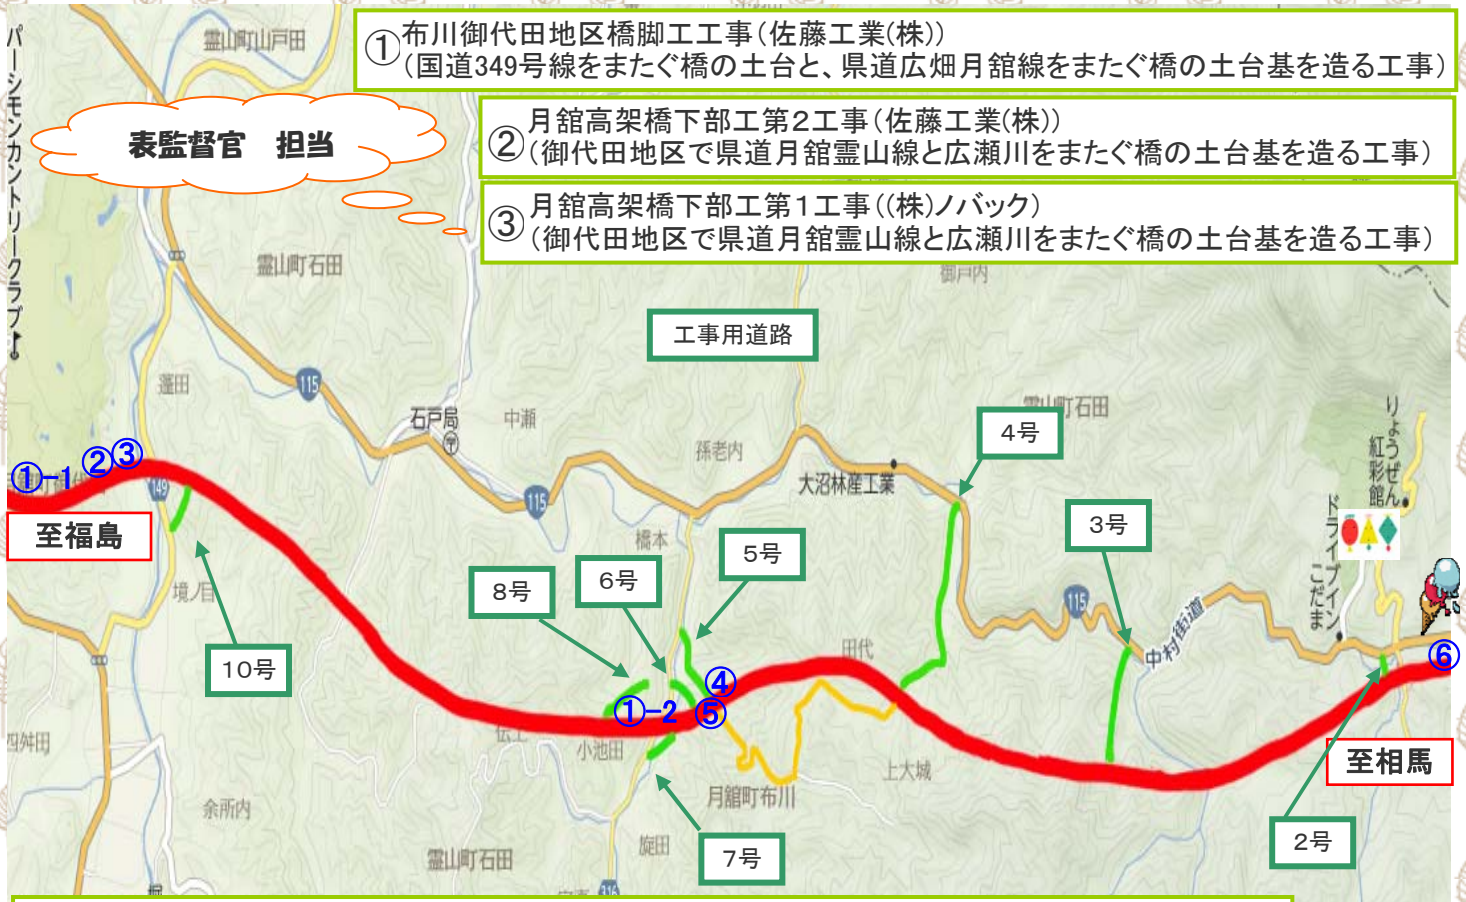 ①布川御代田地区橋脚工工事(佐藤工業(株))
(国道349号線をまたぐ橋の土台と、県道広畑月舘線をまたぐ橋の土台基を造る工事)
②月舘高架橋下部工第2工事(佐藤工業(株))
(御代田地区で県道月舘霊山線と広瀬川をまたぐ橋の土台基を造る工事)
③月舘高架橋下部工第1工事((株)ノバック)
(御代田地区で県道月舘霊山線と広瀬川をまたぐ橋の土台基を造る工事)
表監督官 担当
パーシモンカントリークラブ
霊山町山戸田
霊山町石田
御戸内
工事用道路
蓬田
115
石戸局
中瀬
孫老内
大沼林産工業
4号
霊山町石田
りょうぜん
紅彩館
①-1
②
③
149
至福島
115
橋本
3号
ドライブイン
こだま
境ノ目
8号
6号
5号
115
中村街道
10号
田代
④
⑥
①-2
⑤
四舛田
伝上
小池田
上大城
至相馬
余所内
月舘町布川
霊山町石田
旋田
7号
2号
316